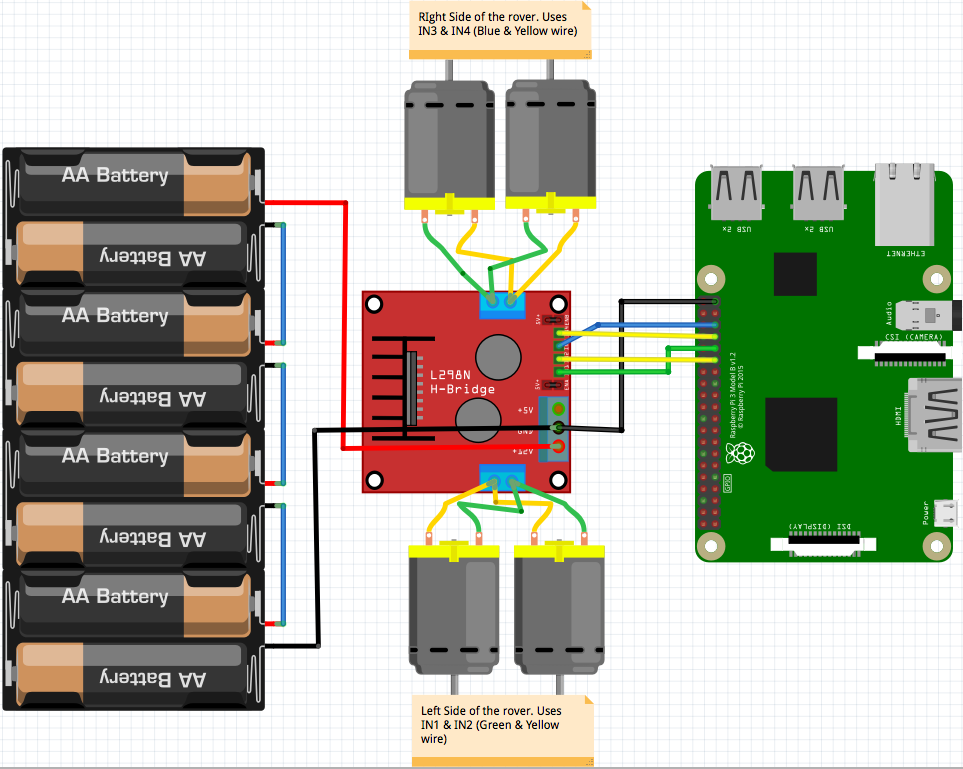 RIght Side of the rover. Uses
IN3 & IN4 (Blue & Yellow wire)
AA Battery
AA Battery
AA Battery
AA Battery
AA Battery
AA Battery
AA Battery
AA Battery
L298N
H-Bridge
5V+
5V+
+5V
GND
+12V
USB 2x
USB 2x
ETHERNET
Audio
CSI (CAMERA)
HDMI
Raspberry Pi 3 Model B v1.2
© Raspberry Pi 2015
GPIO
Power
DSI (DISPLAY)
Left Side of the rover. Uses
IN1 & IN2 (Green & Yellow
wire)